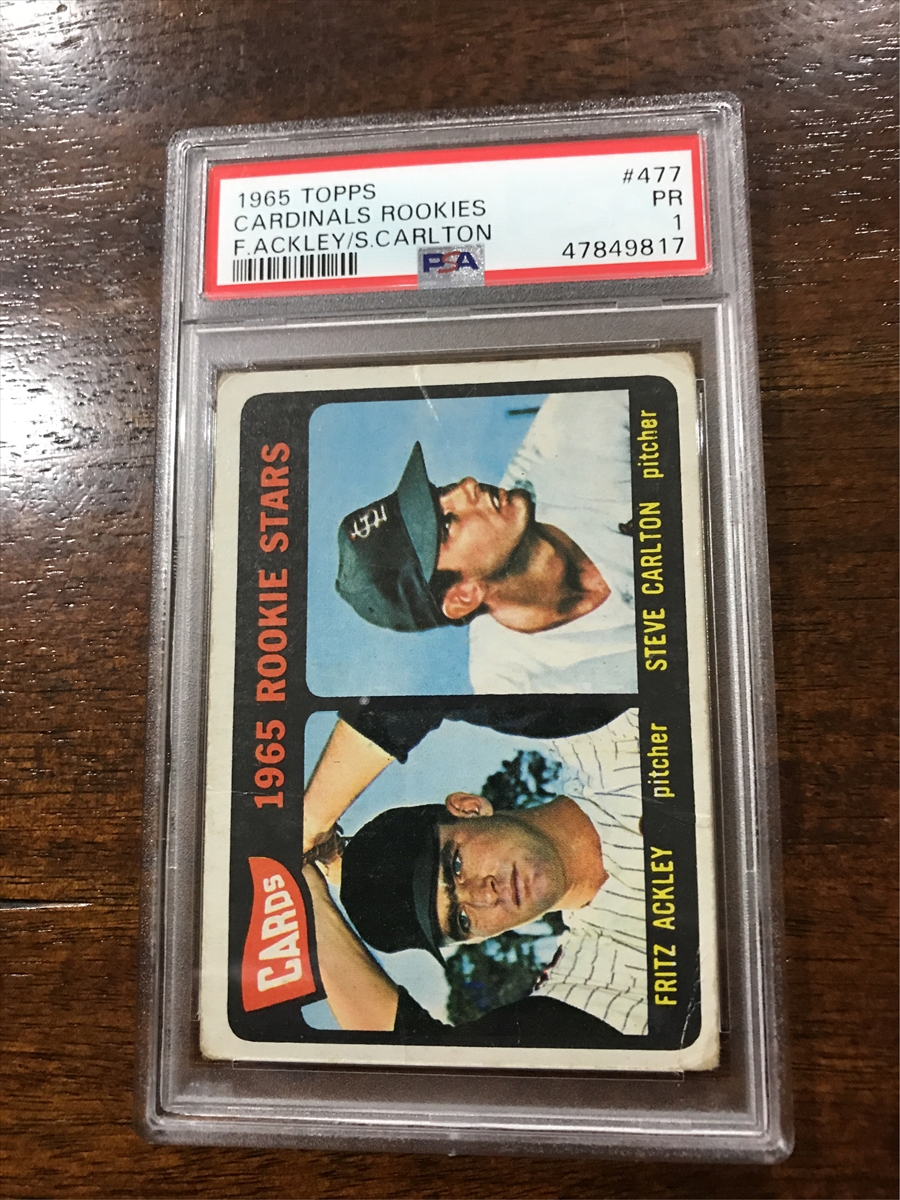 1965 TOPPS #477
CARDINALS ROOKIES PR
F.ACKLEY/S.CARLTON 1
47849817
PSA
1965 ROOKIE STARS
CARDS
StL
FRITZ ACKLEY pitcher STEVE CARLTON pitcher